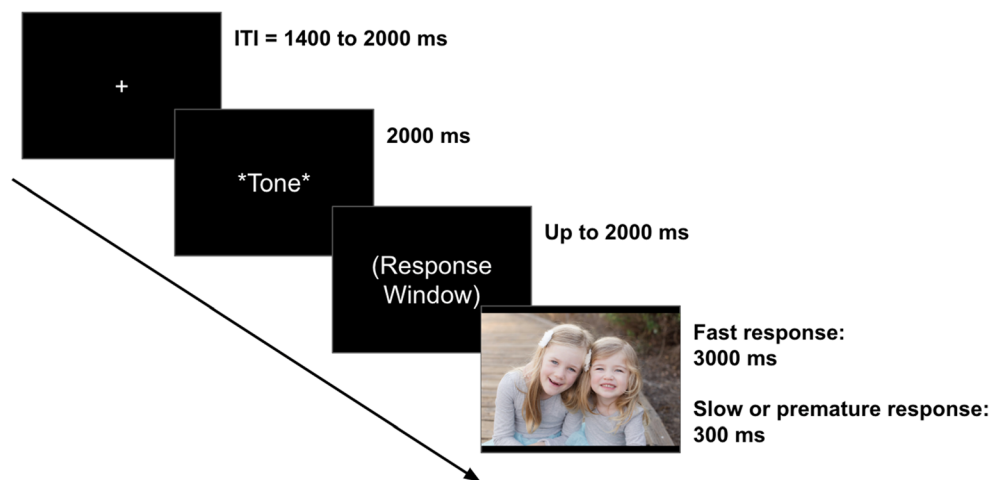 ITI = 1400 to 2000 ms
+
2000 ms
*Tone*
Up to 2000 ms
(Response
Window)
Fast response:
3000 ms
Slow or premature response:
300 ms